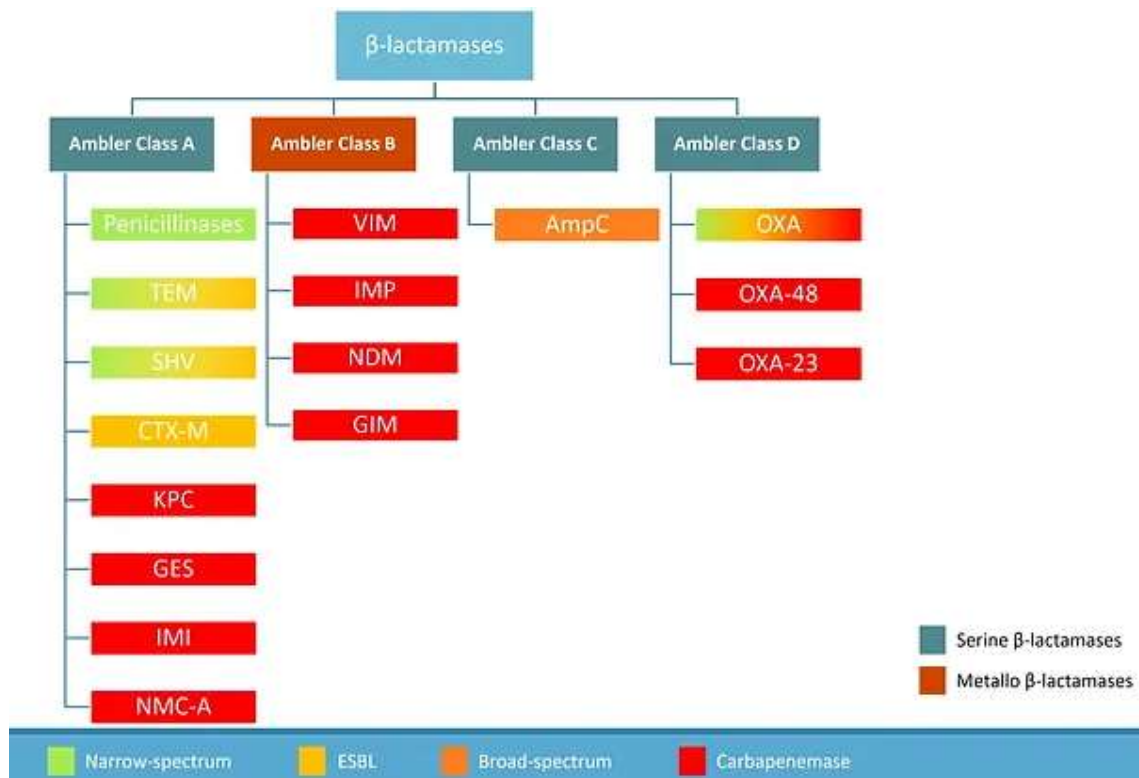 β-lactamases
Ambler Class A
Ambler Class B
Ambler Class C
Ambler Class D
Penicillinases
VIM
AmpC
OXA
TEM
IMP
OXA-48
SHV
NDM
OXA-23
CTX-M
GIM
KPC
GES
IMI
NMC-A
Serine β-lactamases
Metallo β-lactamases
Narrow-spectrum
ESBL
Broad-spectrum
Carbapenemase